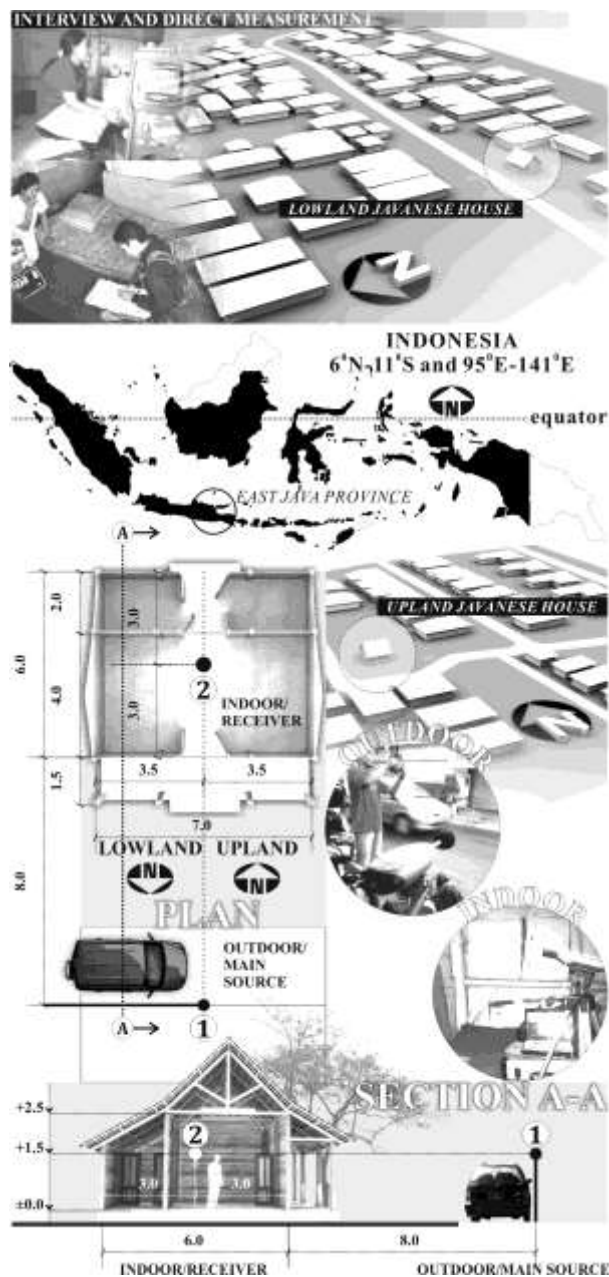 INTERVIEW AND DIRECT MEASUREMENT
LOWLAND JAVANESE HOUSE
N
INDONESIA
6°N-11°S and 95°E-141°E
N
equator
EAST JAVA PROVINCE
A
UPLAND JAVANESE HOUSE
2.0
3.0
6.0
2
4.0
INDOOR/
RECEIVER
3.0
N
OUTDOOR
1.5
3.5
3.5
7.0
LOWLAND UPLAND
N
N
8.0
PLAN
INDOOR
OUTDOOR/
MAIN
SOURCE
A
1
SECTION A-A
+2.5
+1.5
2
1
3.0
3.0
±0.0
6.0
8.0
INDOOR/RECEIVER
OUTDOOR/MAIN SOURCE